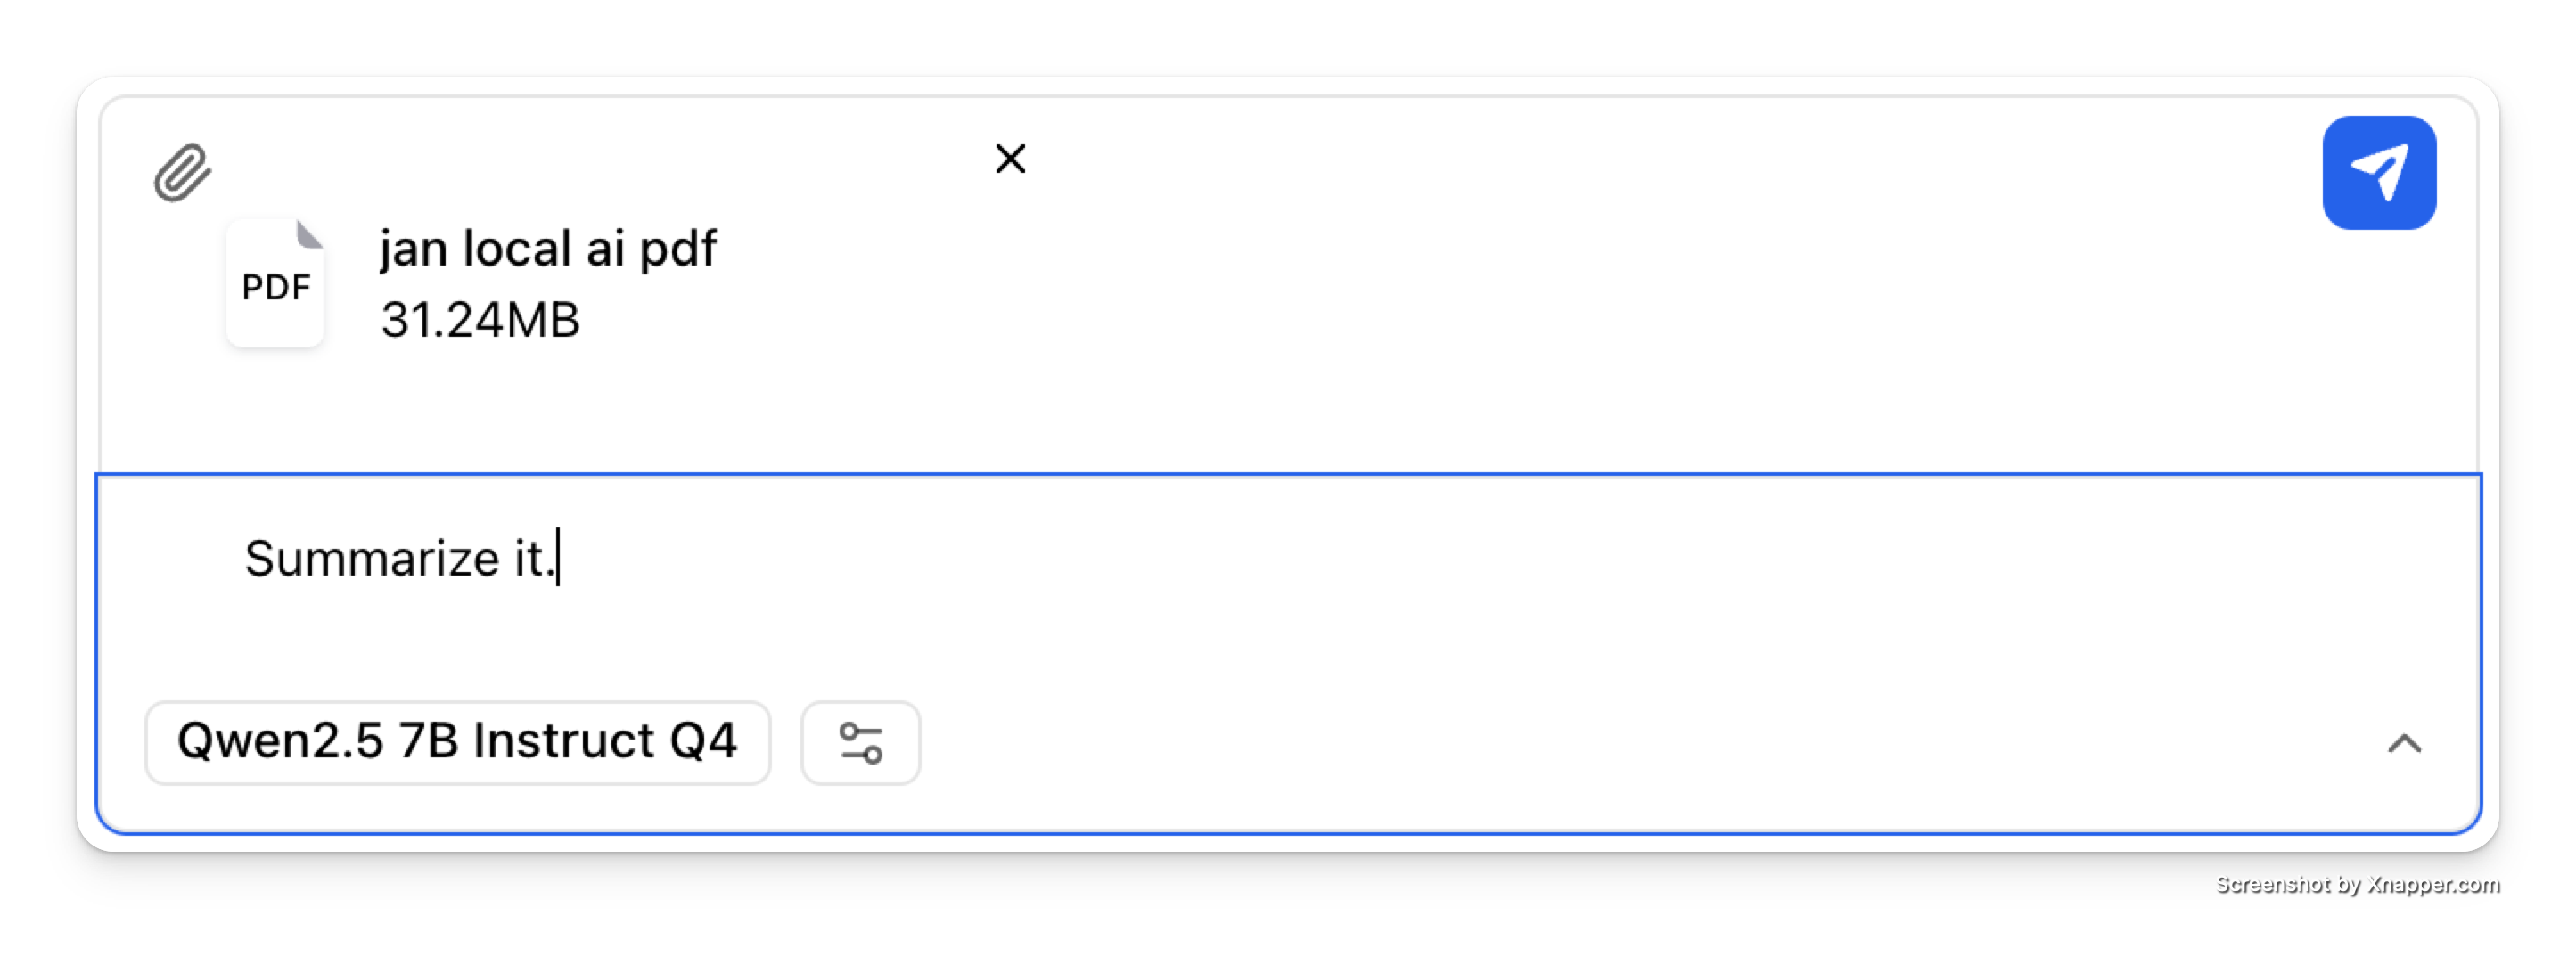 jan local ai pdf
PDF
31.24MB
Summarize it.
Qwen2.5 7B Instruct Q4
Screenshot by Xnapper.com